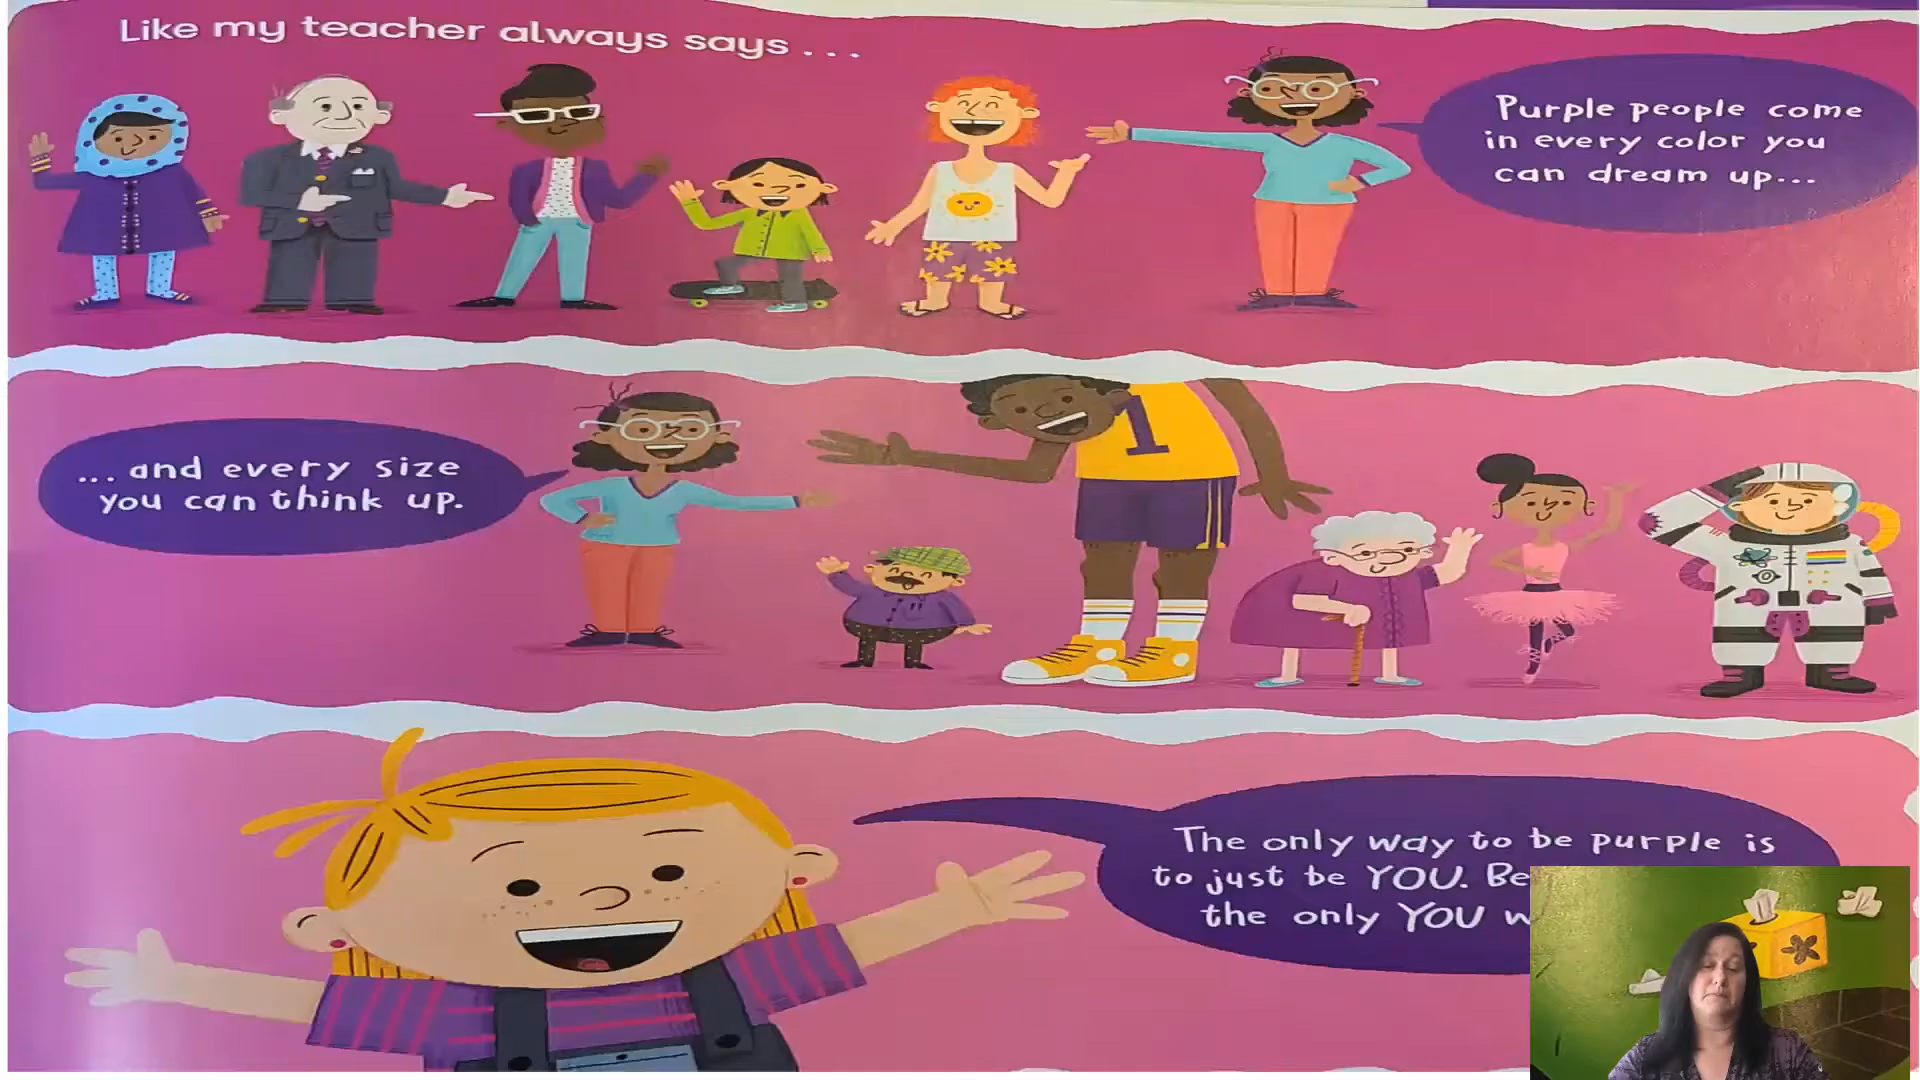 Like my teacher always says...
Purple people come
in every color you
can dream up...
...and every size
you can think up.
1
The only way to be purple is
to just be YOU.
the only YOU